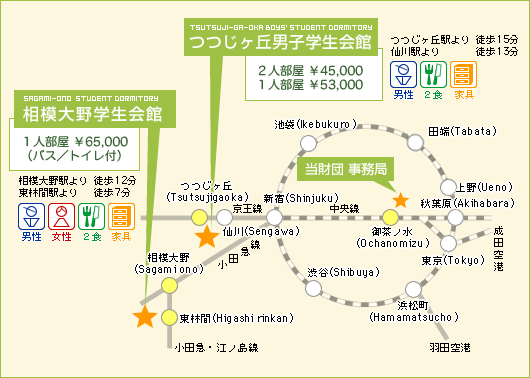 TSUTSUJI-GA-OKA BOYS' STUDENT DORMITORY
つつじヶ丘男子学生会館
２人部屋 ￥45,000
１人部屋 ￥53,000
つつじヶ丘駅より 徒歩15分
仙川駅より 徒歩13分
男性
２食
家具
SAGAMI-ONO STUDENT DORMITORY
相模大野学生会館
１人部屋 ￥65,000
（バス／トイレ付）
相模大野駅より 徒歩12分
東林間駅より 徒歩7分
男性
女性
２食
家具
池袋(Ikebukuro)
田端(Tabata)
当財団 事務局
上野(Ueno)
秋葉原(Akihabara)
つつじヶ丘
(Tsutsujigaoka)
京王線
新宿(Shinjuku)
中央線
仙川(Sengawa)
御茶ノ水
(Ochanomizu)
東京(Tokyo)
成田空港
小田急線
相模大野
(Sagamiono)
渋谷(Shibuya)
浜松町
(Hamamatsucho)
東林間(Higashirinkan)
小田急・江ノ島線
羽田空港